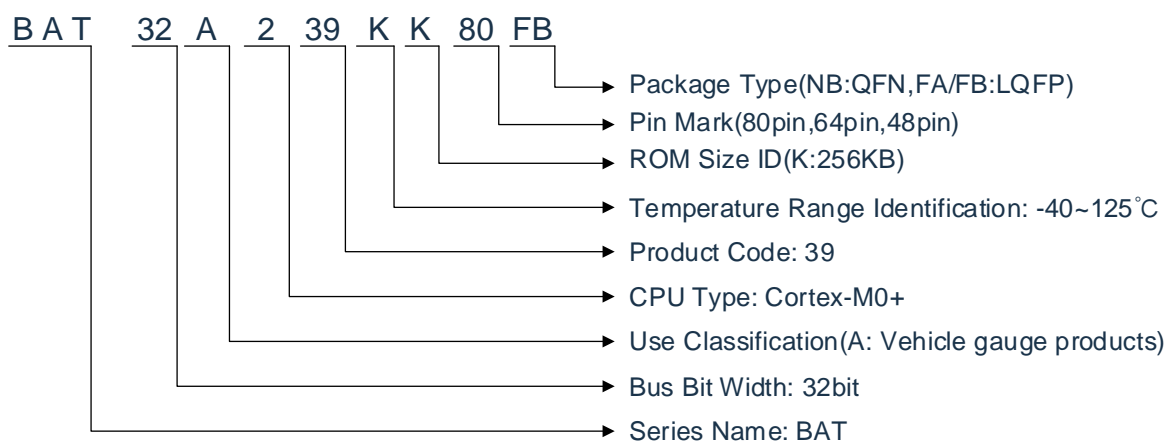 BAT 32 A 2 39 K K 80 FB
Package Type(NB:QFN,FA/FB:LQFP)
Pin Mark(80pin,64pin,48pin)
ROM Size ID(K:256KB)
Temperature Range Identification: -40~125℃
Product Code: 39
CPU Type: Cortex-M0+
Use Classification(A: Vehicle gauge products)
Bus Bit Width: 32bit
Series Name: BAT